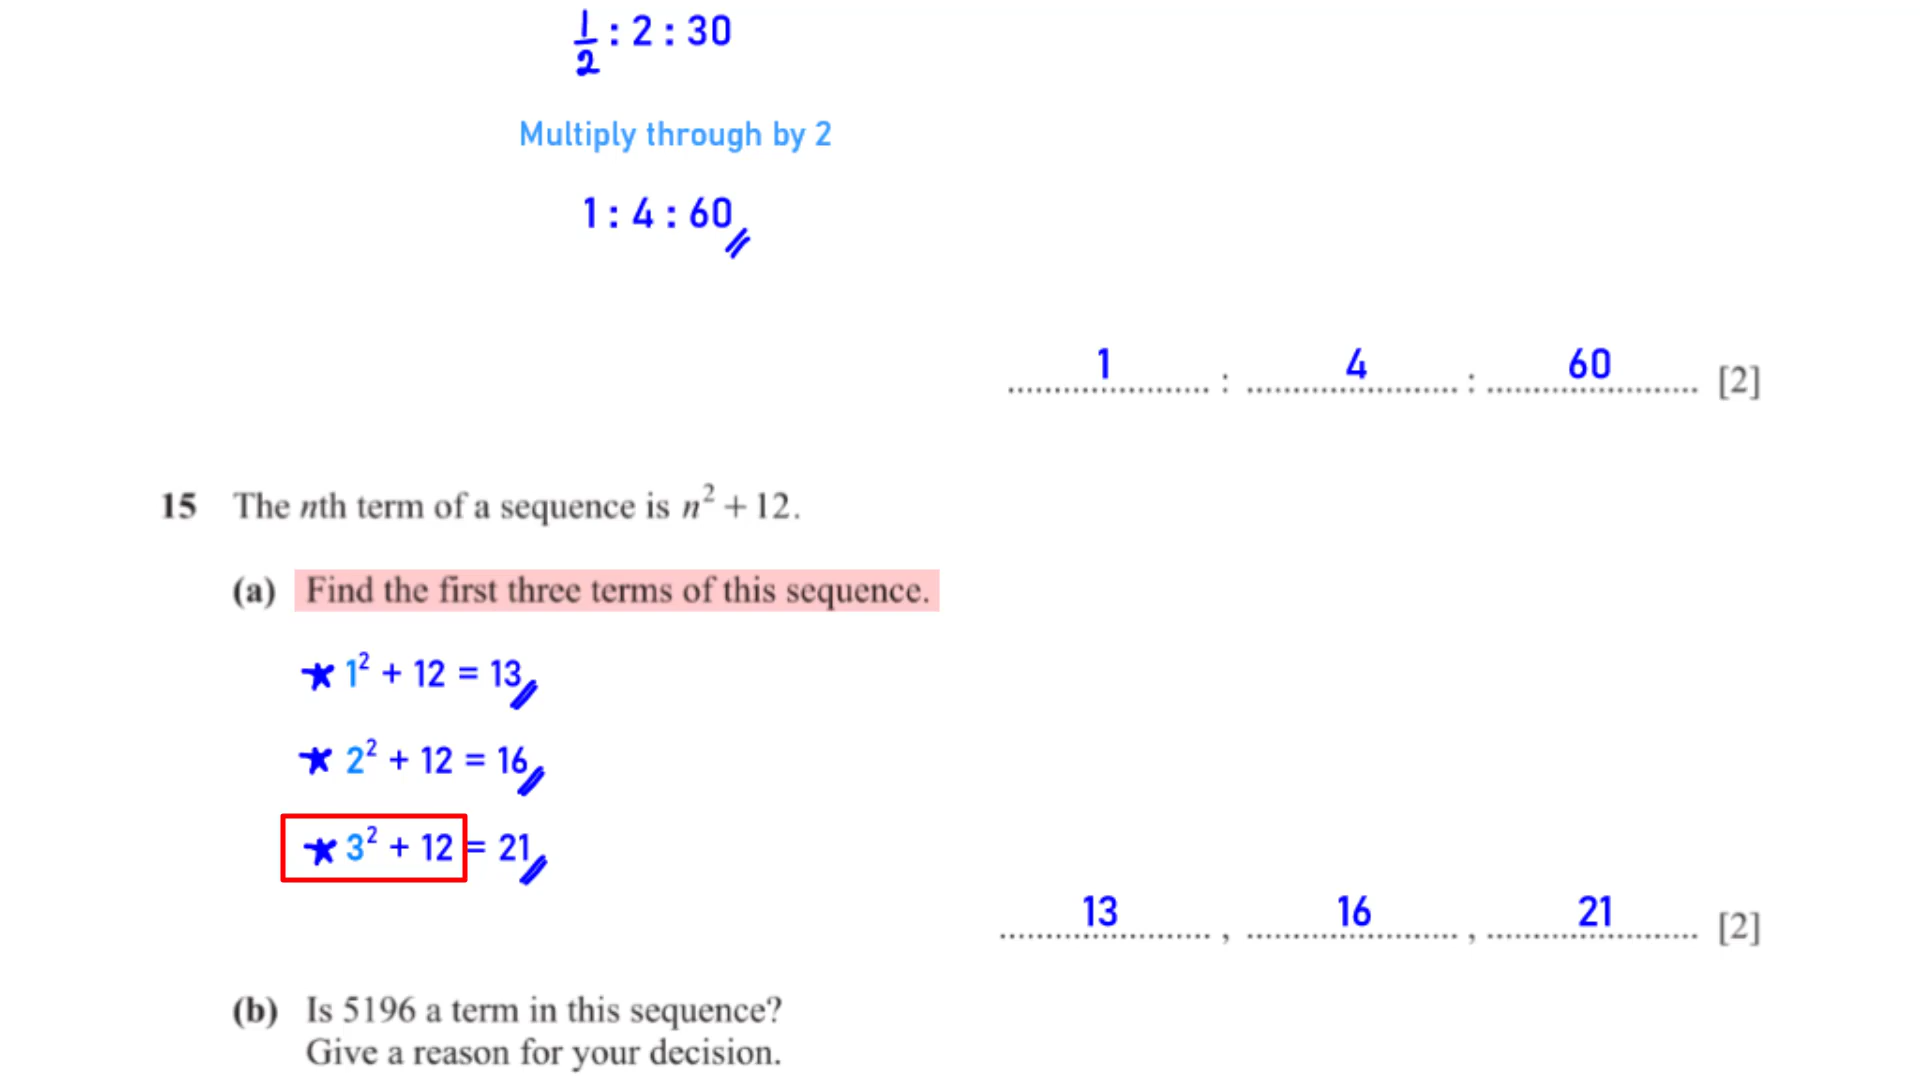 1/2 : 2 : 30
Multiply through by 2
1 : 4 : 60
1 : 4 : 60 [2]
15 The nth term of a sequence is n² + 12.
(a) Find the first three terms of this sequence.
★ 1² + 12 = 13
★ 2² + 12 = 16
★ 3² + 12 = 21
13 , 16 , 21 [2]
(b) Is 5196 a term in this sequence?
Give a reason for your decision.